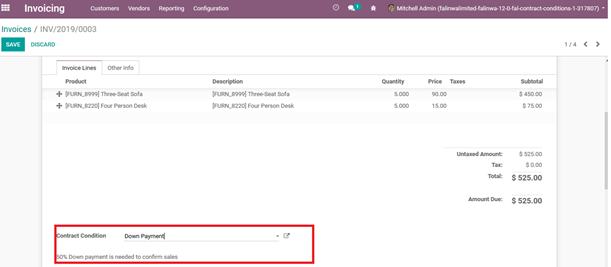 Invoicing Customers Vendors Reporting Configuration 1 Mitchell Admin (falinwalimited-falinwa-12-0-fal-contract-conditions-1-317807)
Invoices / INV/2019/0003
SAVE DISCARD 1 / 4
Invoice Lines Other Info
Product Description Quantity Price Taxes Subtotal
[FURN_8999] Three-Seat Sofa [FURN_8999] Three-Seat Sofa 5.000 90.00 $ 450.00
[FURN_8220] Four Person Desk [FURN_8220] Four Person Desk 5.000 15.00 $ 75.00
Untaxed Amount: $ 525.00
Tax: $ 0.00
Total: $ 525.00
Amount Due: $ 525.00
Contract Condition Down Payment
50% Down payment is needed to confirm sales